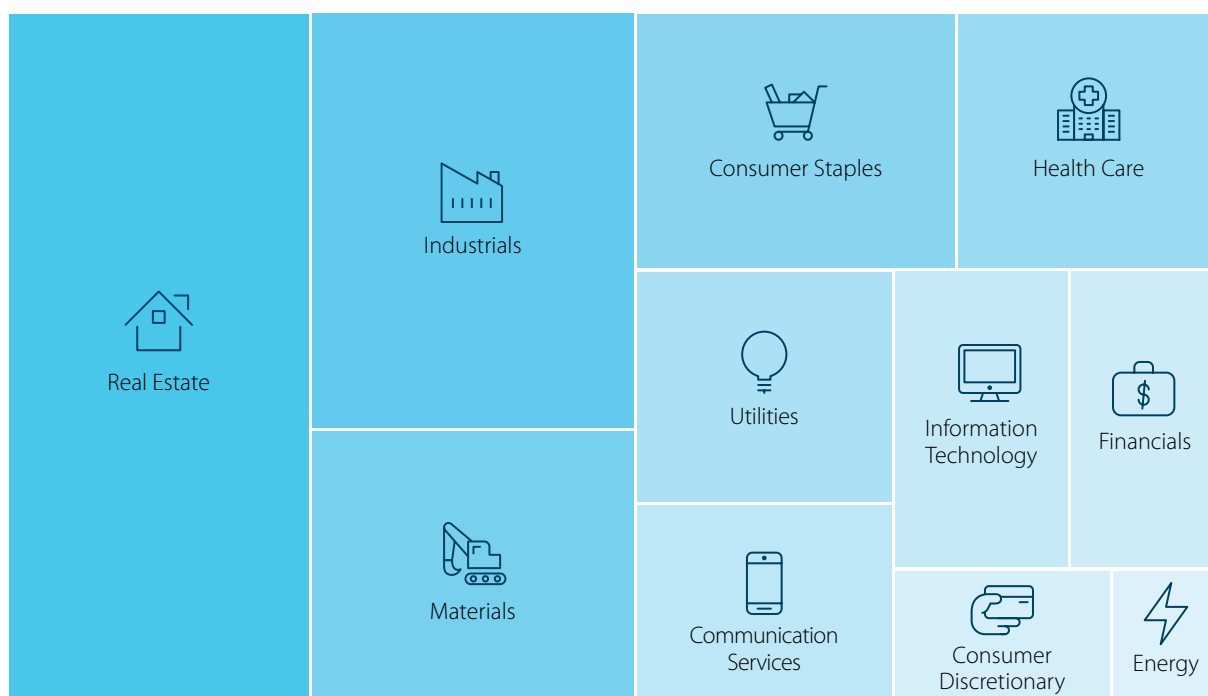 Real Estate
Industrials
Materials
Consumer Staples
Health Care
Utilities
Information
Technology
$
Financials
Communication
Services
Consumer
Discretionary
Energy